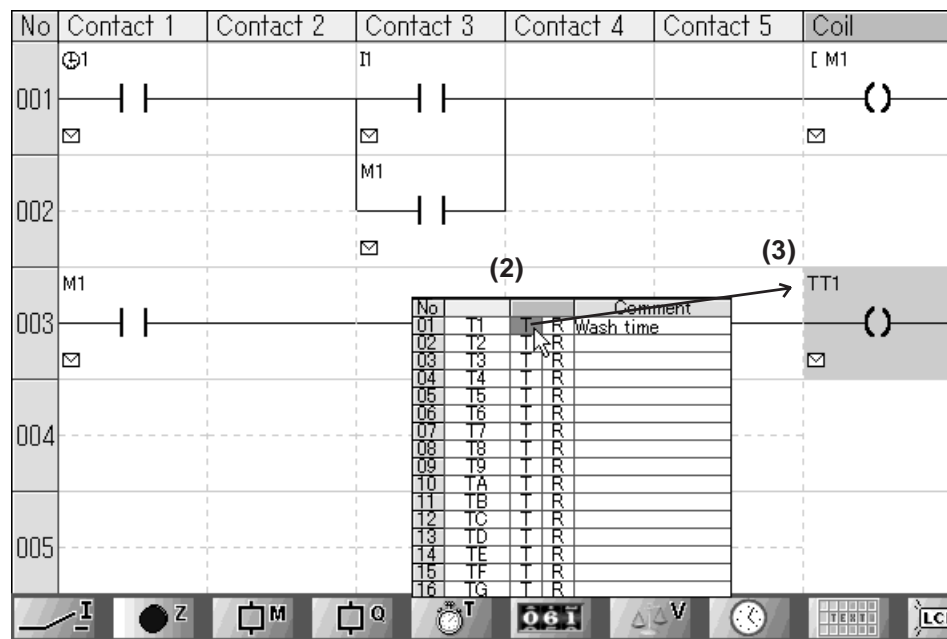 No Contact 1 Contact 2 Contact 3 Contact 4 Contact 5 Coil
1 I1 [ M1
001
M1
002
(2) (3)
M1 TT1
003
No Comment
01 T1 T R Wash time
02 T2 T R
03 T3 T R
04 T4 T R
05 T5 T R
06 T6 T R
07 T7 T R
08 T8 T R
09 T9 T R
10 TA T R
11 TB T R
12 TC T R
13 TD T R
14 TE T R
15 TF T R
16 TG T R
004
005
I Z M Q T 061 V TEXT LC